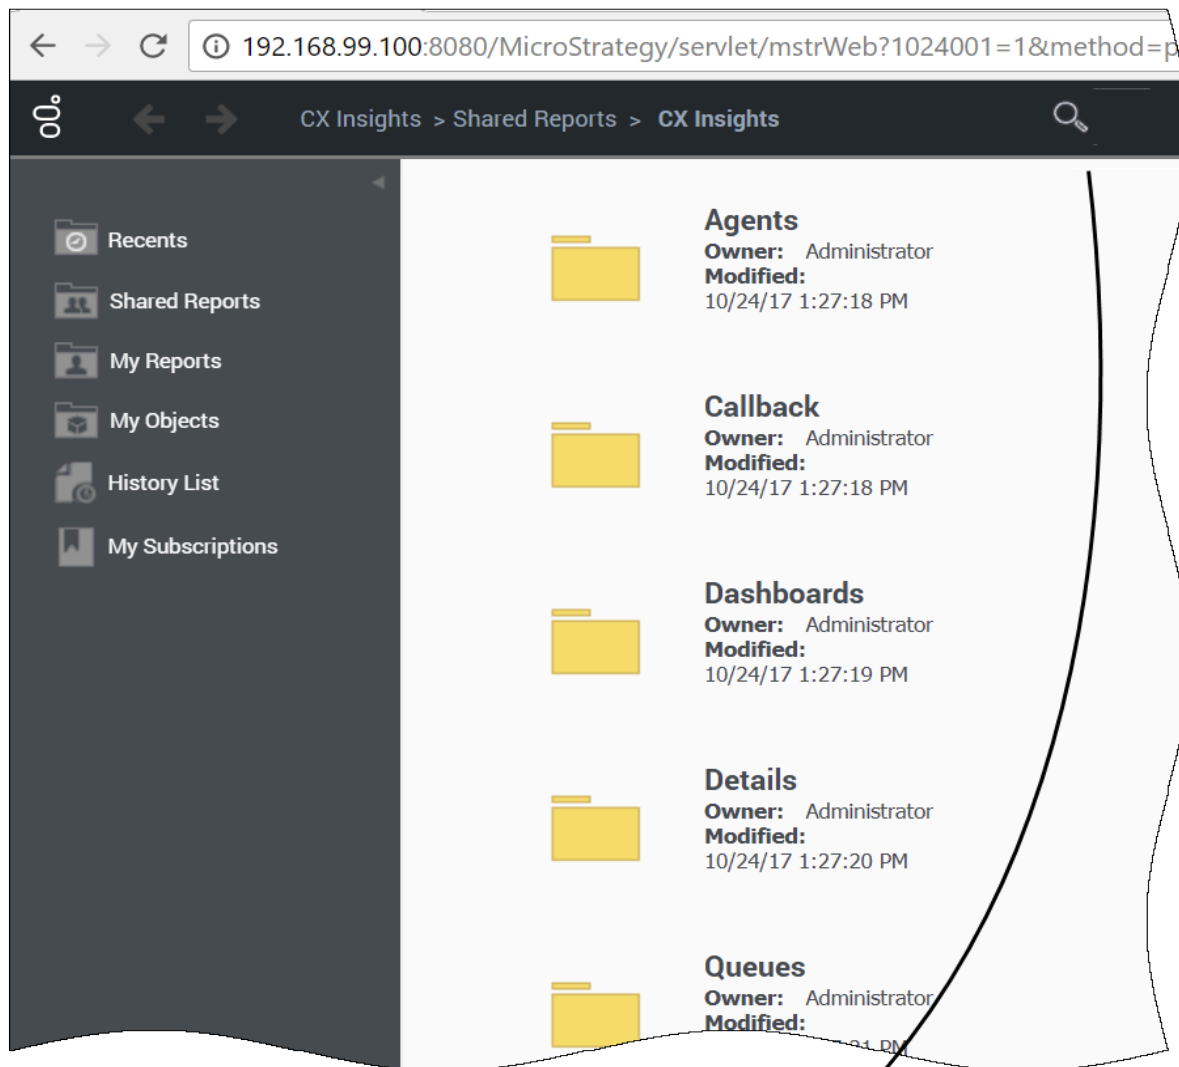 192.168.99.100:8080/MicroStrategy/servlet/mstrWeb?1024001=1&method=p
CX Insights > Shared Reports > CX Insights
Recents
Shared Reports
My Reports
My Objects
History List
My Subscriptions
Agents
Owner: Administrator
Modified:
10/24/17 1:27:18 PM
Callback
Owner: Administrator
Modified:
10/24/17 1:27:18 PM
Dashboards
Owner: Administrator
Modified:
10/24/17 1:27:19 PM
Details
Owner: Administrator
Modified:
10/24/17 1:27:20 PM
Queues
Owner: Administrator
Modified:
PM